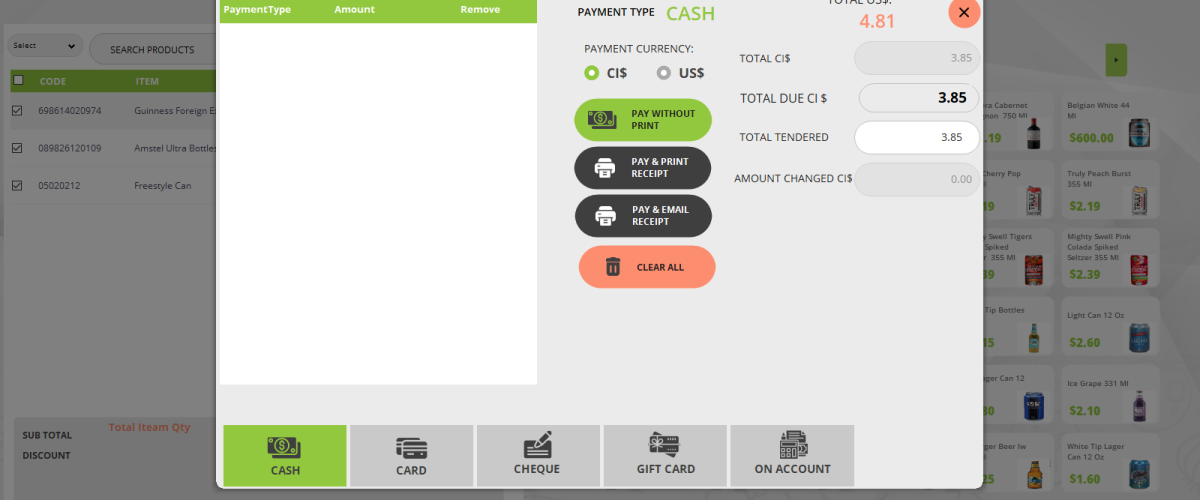 PaymentType Amount Remove
PAYMENT TYPE CASH
TOTAL US$:
4.81
PAYMENT CURRENCY:
CI$ US$
TOTAL CI$ 3.85
TOTAL DUE CI $ 3.85
TOTAL TENDERED 3.85
AMOUNT CHANGED CI$ 0.00
PAY WITHOUT
PRINT
PAY & PRINT
RECEIPT
PAY & EMAIL
RECEIPT
CLEAR ALL
CASH
CARD
CHEQUE
GIFT CARD
ON ACCOUNT
Select
SEARCH PRODUCTS
CODE ITEM
698614020974 Guinness Foreign E
089826120109 Amstel Ultra Bottles
05020212 Freestyle Can
SUB TOTAL Total Iteam Qty
DISCOUNT
Cabernet
750 Ml
.19
Belgian White 44
Ml
$600.00
Cherry Pop
Ml
19
Truly Peach Burst
355 Ml
$2.19
Swell Tigers
Spiked
355 Ml
39
Mighty Swell Pink
Colada Spiked
Seltzer 355 Ml
$2.39
Tip Bottles
15
Light Can 12 Oz
$2.60
Can 12
30
Ice Grape 331 Ml
$2.10
Beer lw
25
White Tip Lager
Can 12 Oz
$1.60